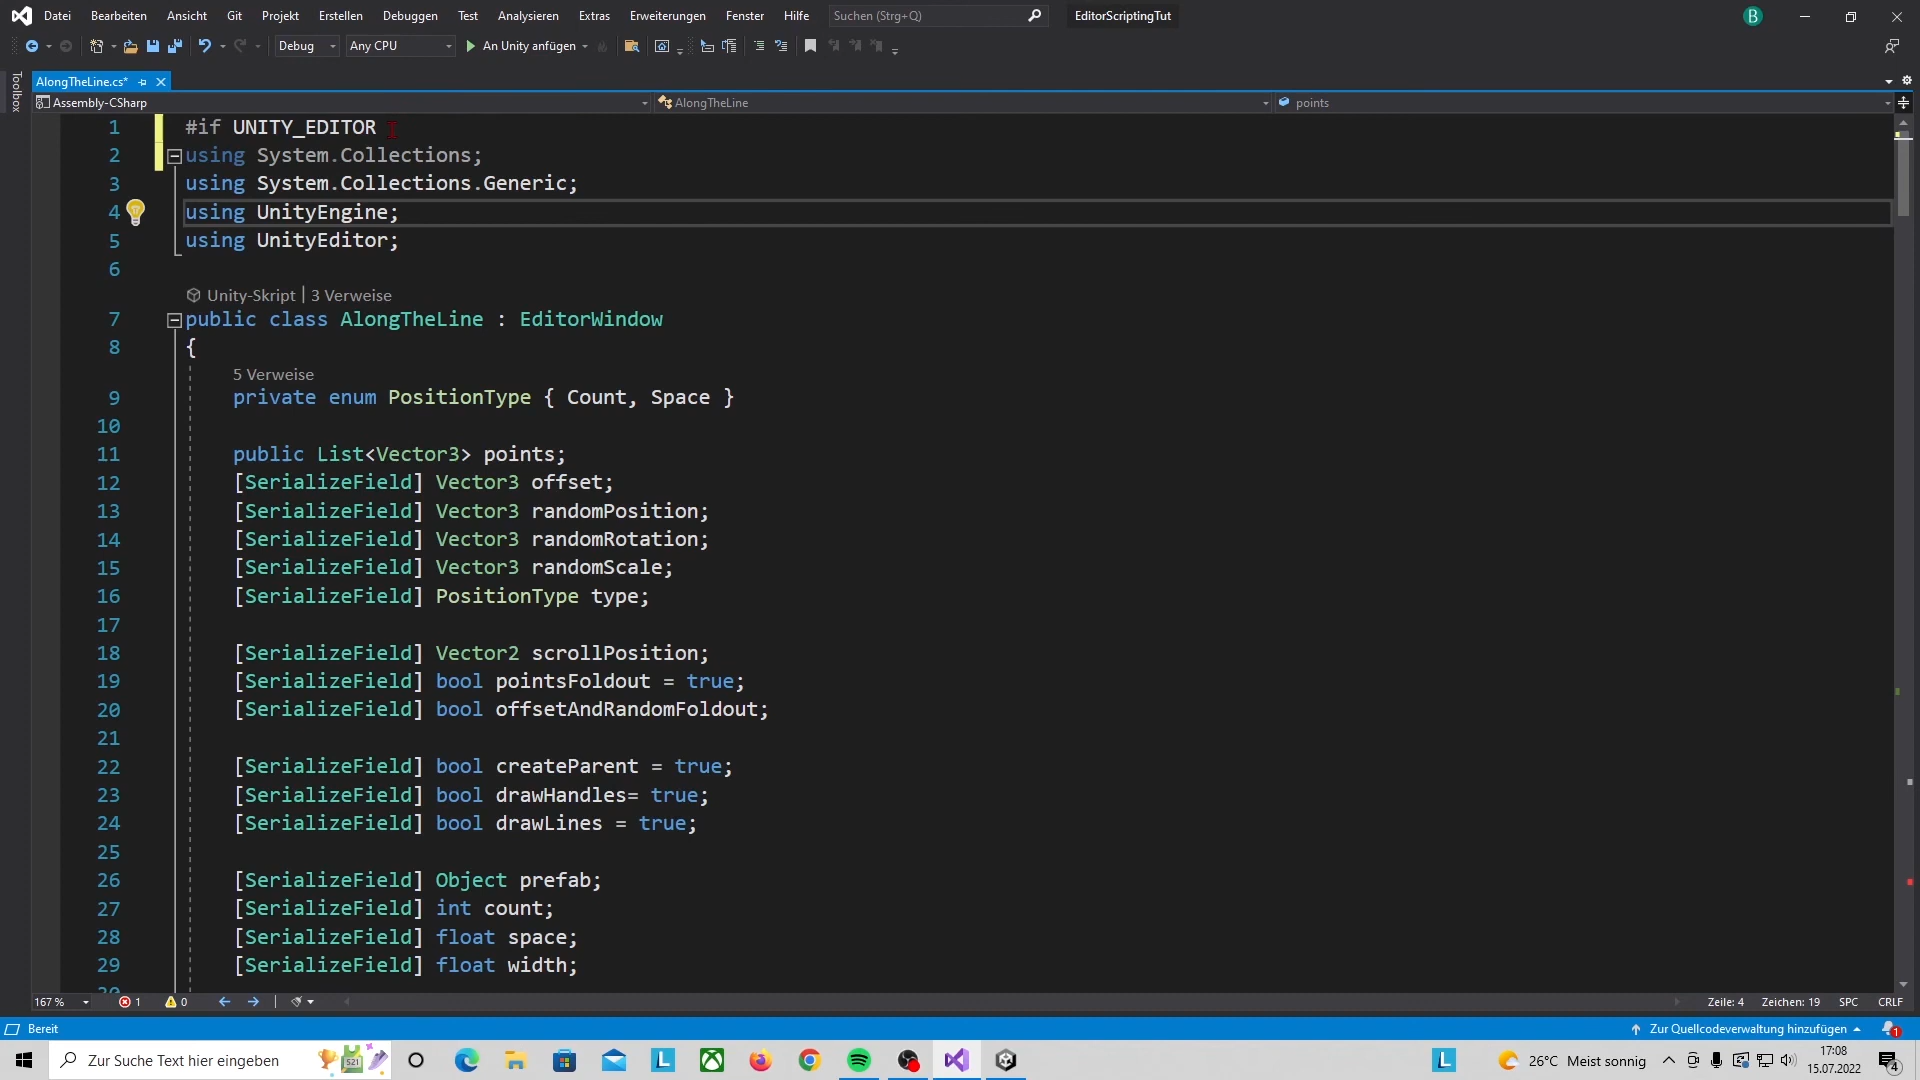 Datei Bearbeiten Ansicht Git Projekt Erstellen Debuggen Test Analysieren Extras Erweiterungen Fenster Hilfe Suchen (Strg+Q) EditorScriptingTut B
Debug Any CPU An Unity anfügen
Toolbox
AlongTheLine.cs*
Assembly-CSharp AlongTheLine points
1 #if UNITY_EDITOR
2 using System.Collections;
3 using System.Collections.Generic;
4 using UnityEngine;
5 using UnityEditor;
6
Unity-Skript | 3 Verweise
7 public class AlongTheLine : EditorWindow
8 {
5 Verweise
9 private enum PositionType { Count, Space }
10
11 public List<Vector3> points;
12 [SerializeField] Vector3 offset;
13 [SerializeField] Vector3 randomPosition;
14 [SerializeField] Vector3 randomRotation;
15 [SerializeField] Vector3 randomScale;
16 [SerializeField] PositionType type;
17
18 [SerializeField] Vector2 scrollPosition;
19 [SerializeField] bool pointsFoldout = true;
20 [SerializeField] bool offsetAndRandomFoldout;
21
22 [SerializeField] bool createParent = true;
23 [SerializeField] bool drawHandles= true;
24 [SerializeField] bool drawLines = true;
25
26 [SerializeField] Object prefab;
27 [SerializeField] int count;
28 [SerializeField] float space;
29 [SerializeField] float width;
30
167 % 1 0 Zeile: 4 Zeichen: 19 SPC CRLF
Bereit Zur Quellcodeverwaltung hinzufügen 1
Zur Suche Text hier eingeben 521 L L 26°C Meist sonnig 17:08
15.07.2022 4